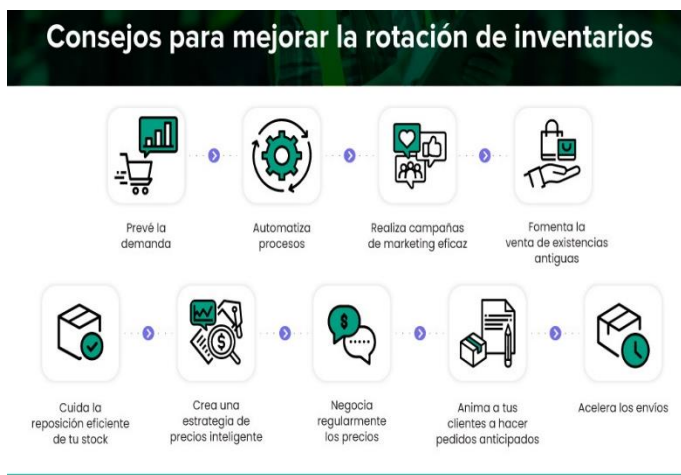 Consejos para mejorar la rotación de inventarios
Prevé la
demanda
Automatiza
procesos
Realiza campañas
de marketing eficaz
Fomenta la
venta de existencias
antiguas
Cuida la
reposición eficiente
de tu stock
Crea una
estrategia de
precios inteligente
Negocia
regularmente
los precios
Anima a tus
clientes a hacer
pedidos anticipados
Acelera los envíos